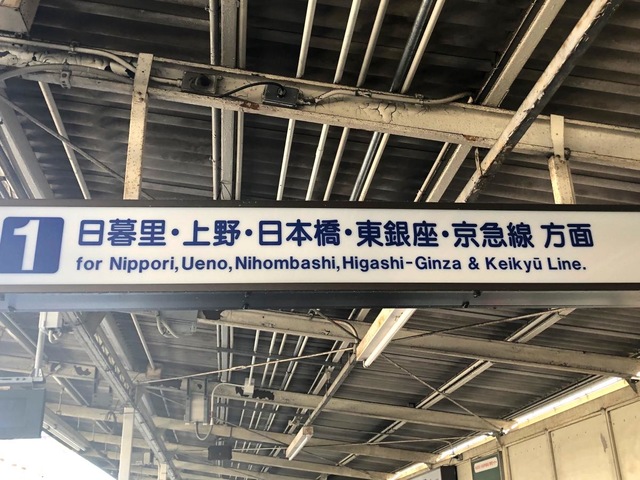 1
日暮里・上野・日本橋・東銀座・京急線 方面
for Nippori, Ueno, Nihombashi, Higashi-Ginza & Keikyū Line.